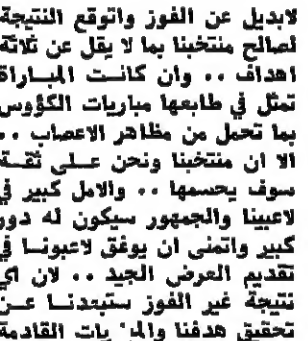 لابديل عن الفوز واتوقع النتيجة
لصالح منتخبنا بما لا يقل عن ثلاثة
اهداف .. وان كانت المباراة
تمثل في طابعها مباريات الكؤوس
بما تحمل من مظاهر الاعصاب ..
الا ان منتخبنا ونحن على ثقة
سوف يحسمها .. والامل كبير في
لاعبينا والجمهور سيكون له دور
كبير واتمنى ان يوفق لاعبونا في
تقديم العرض الجيد .. لان اي
نتيجة غير الفوز ستبتدنا عن
تحقيق هدفنا القادمة